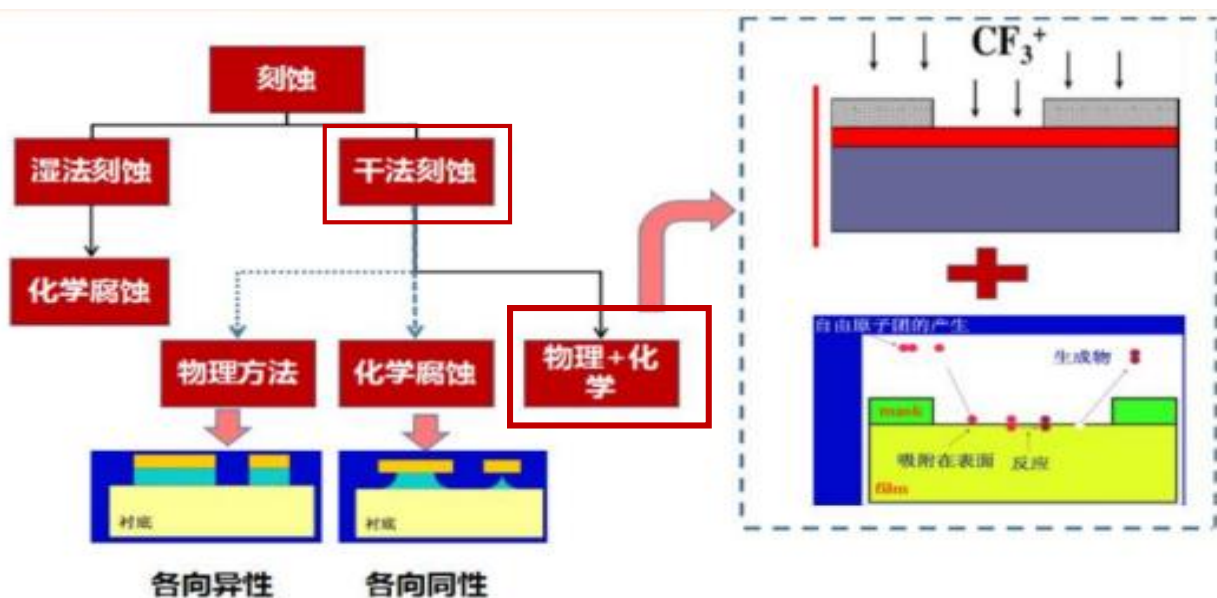 刻蚀
湿法刻蚀
干法刻蚀
化学腐蚀
物理方法
化学腐蚀
物理+化
学
衬底
衬底
各向异性
各向同性
CF₃⁺
自由原子团的产生
生成物
mask
吸附在表面
反应
film